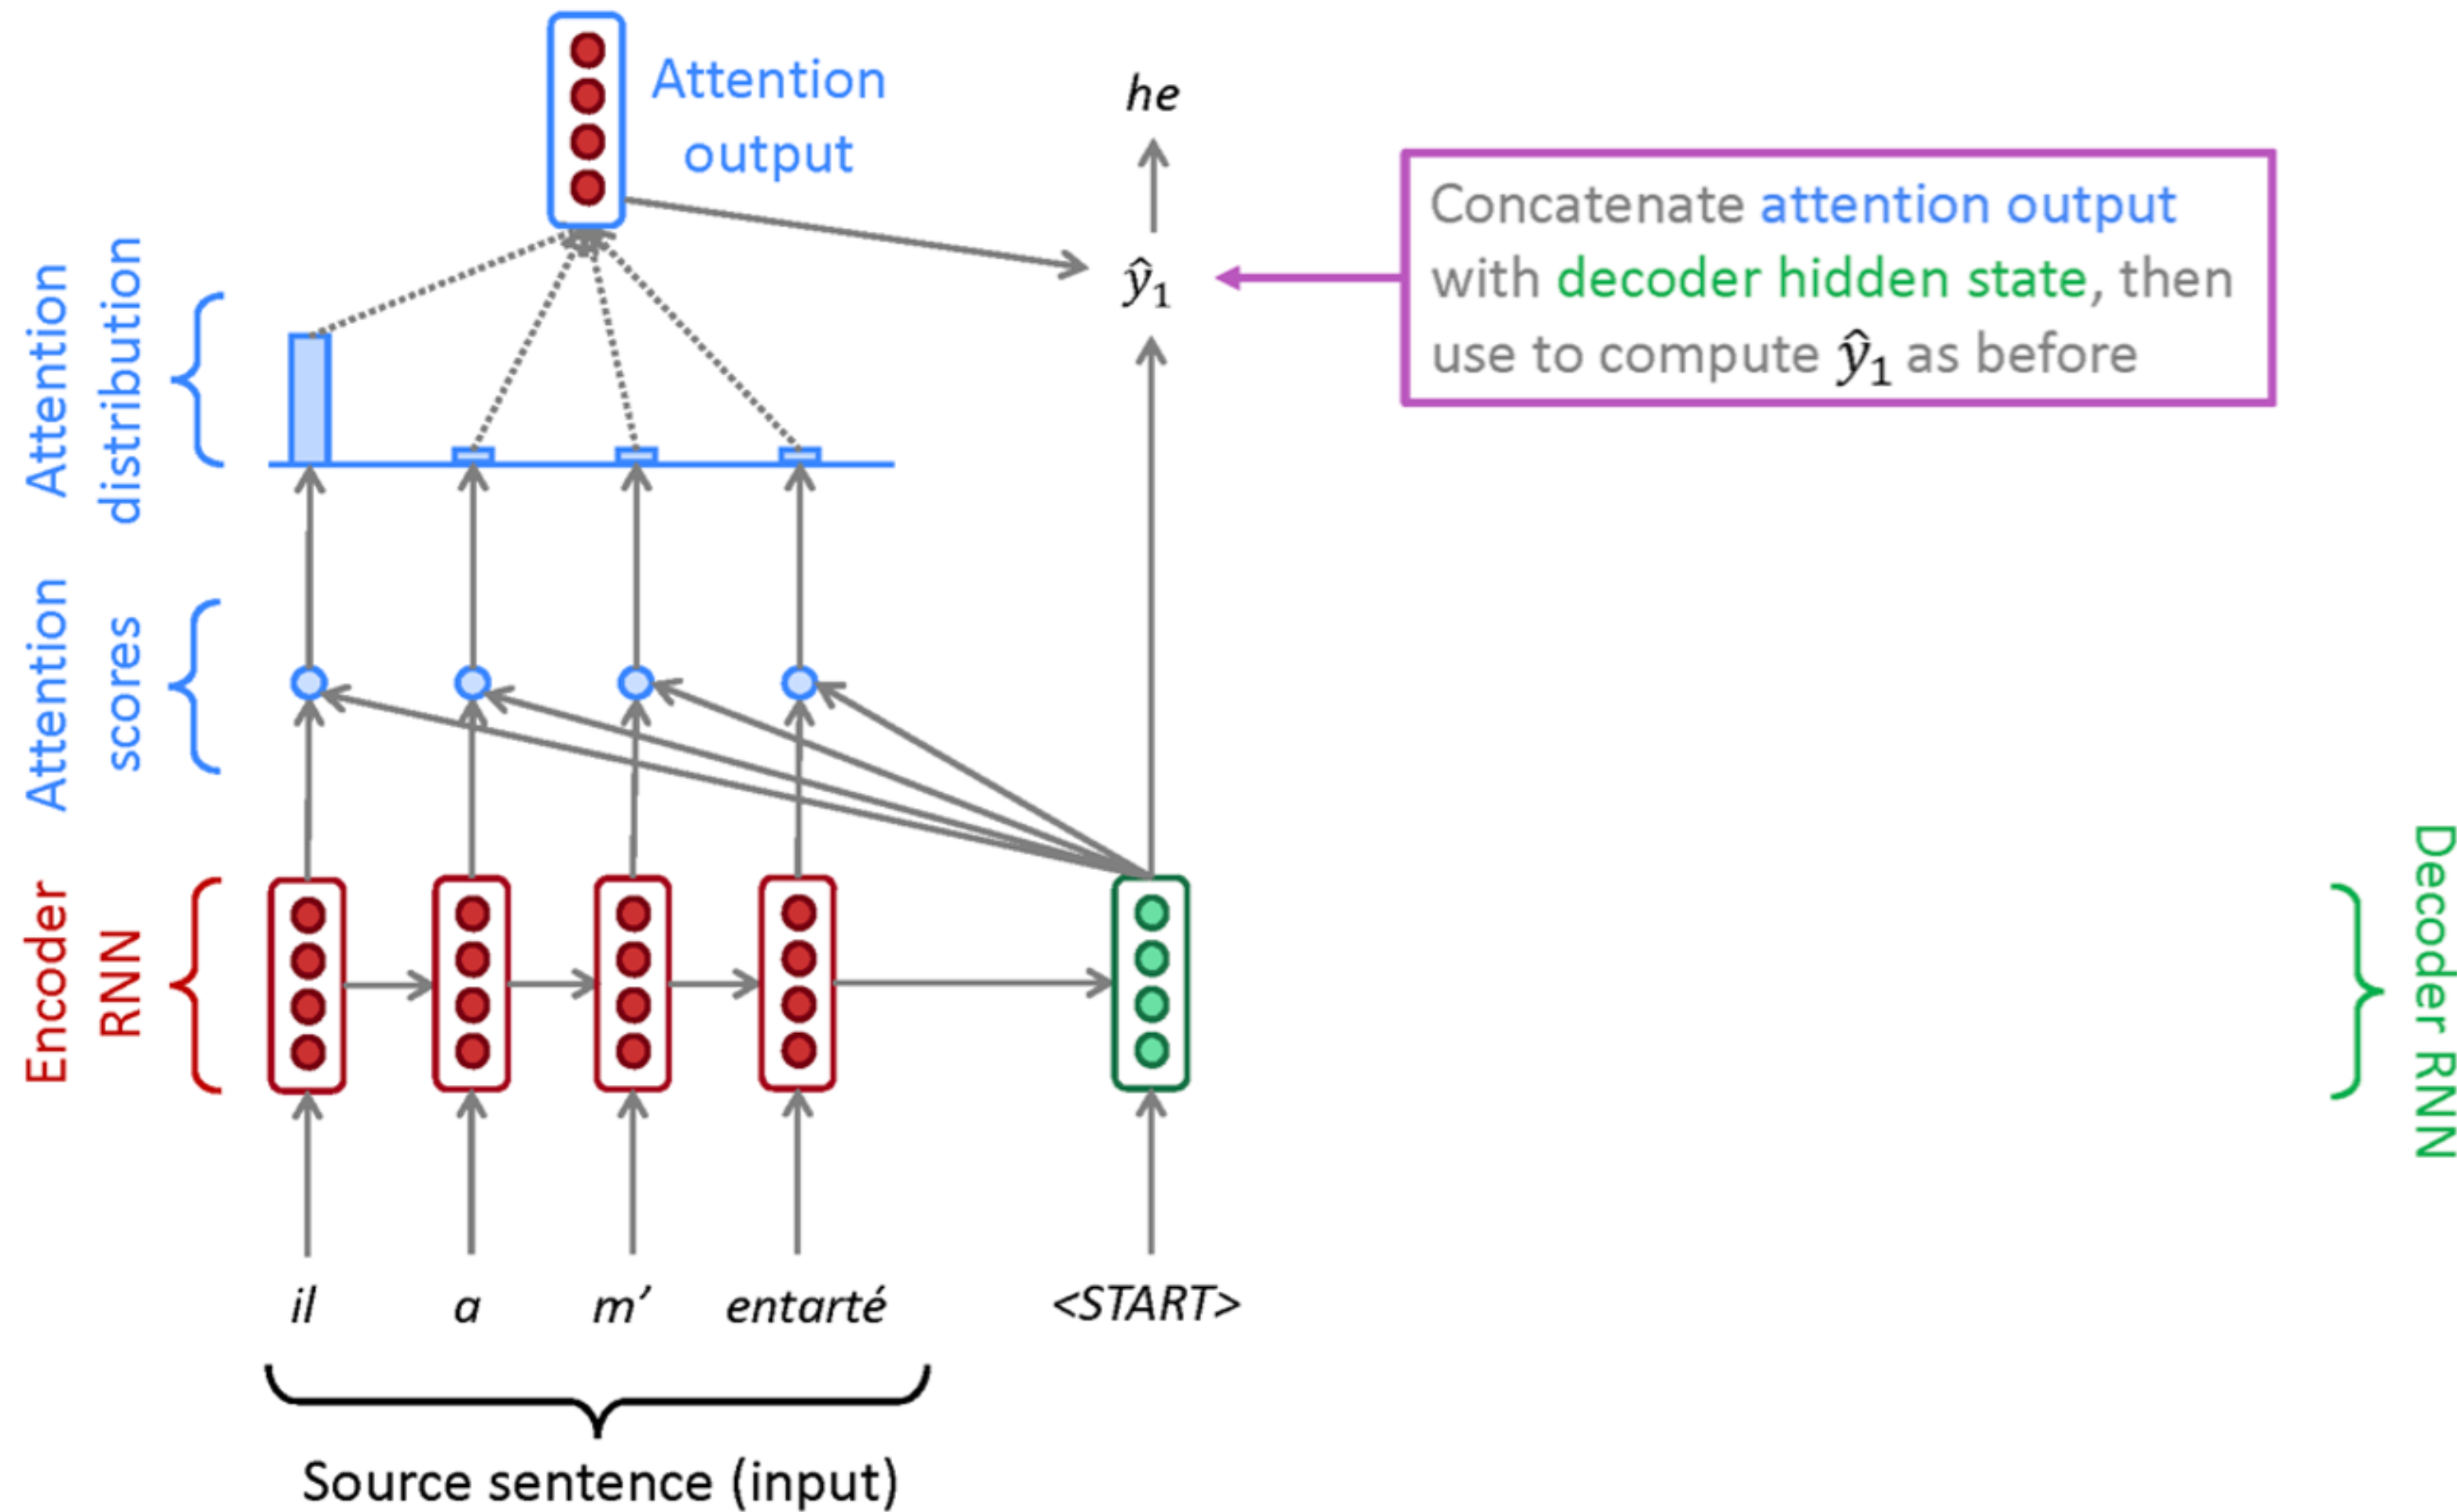 Attention
output
he
ŷ₁
Concatenate attention output
with decoder hidden state, then
use to compute ŷ₁ as before
Attention
distribution
Attention
scores
Encoder
RNN
Decoder RNN
il a m’ entarté <START>
Source sentence (input)